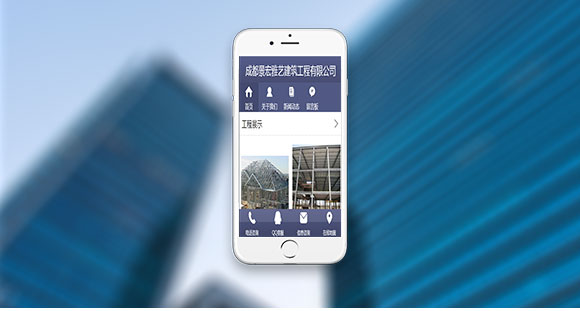 成都景宏雅艺建筑工程有限公司
首页 关于我们 新闻动态 留言板
工程展示
电话咨询 QQ客服 信息咨询 在线地图